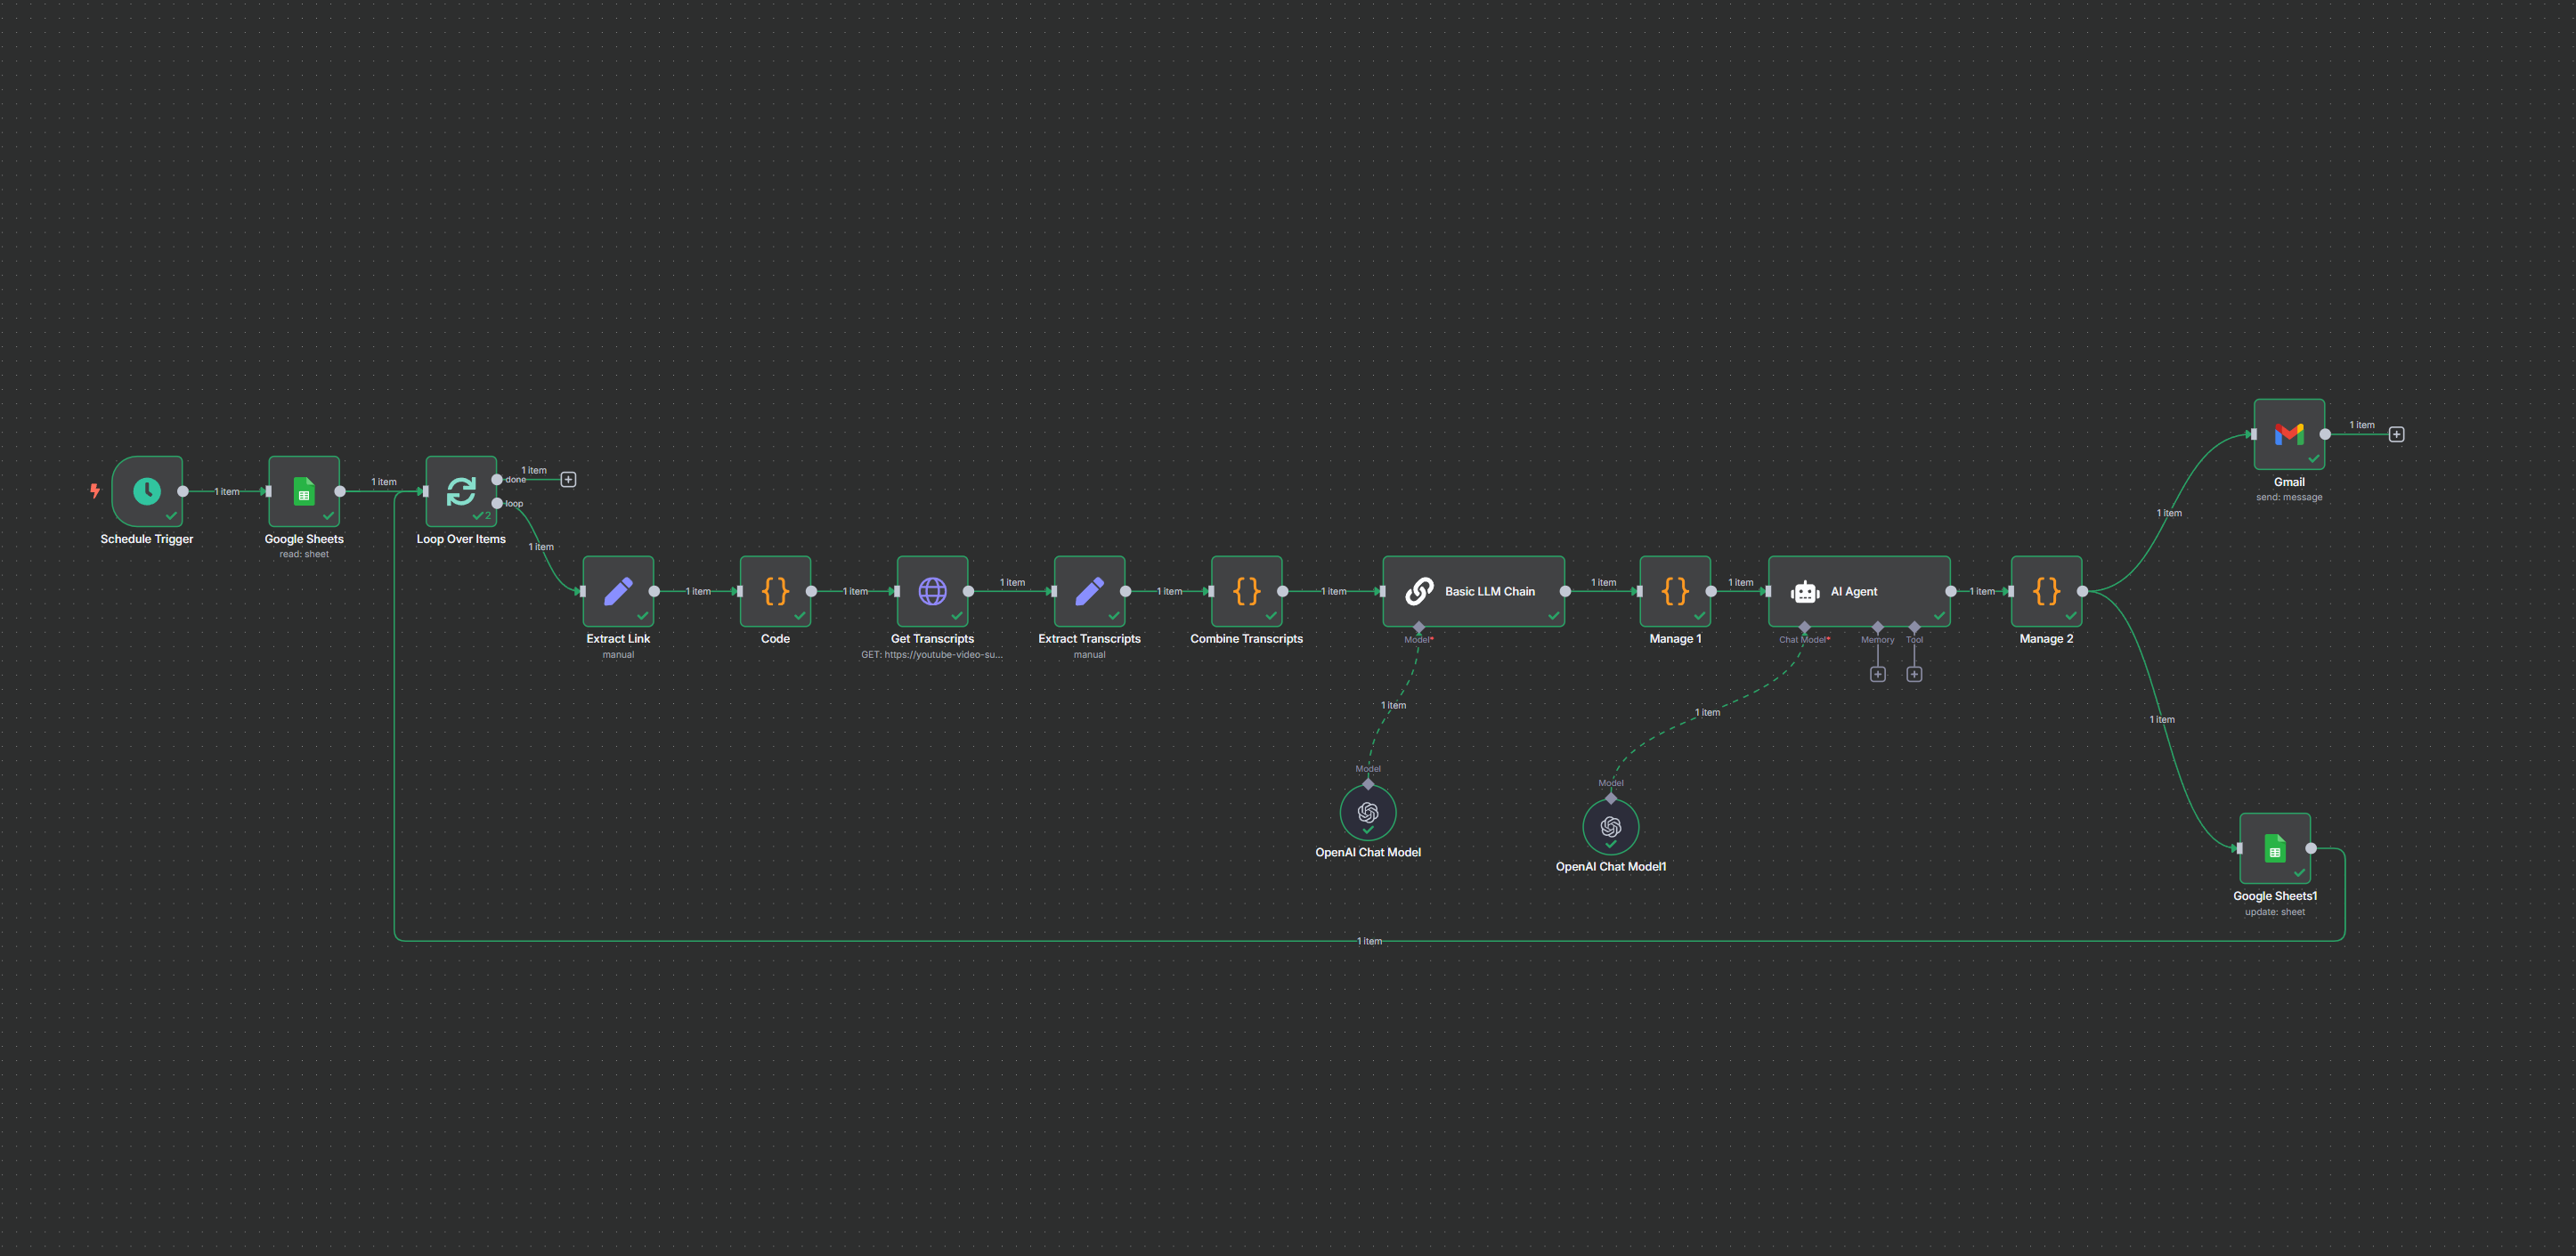 Schedule Trigger
1 item
Google Sheets
read: sheet
1 item
Loop Over Items
2
done
1 item
loop
1 item
Extract Link
manual
1 item
Code
1 item
Get Transcripts
GET: https://youtube-video-su...
1 item
Extract Transcripts
manual
1 item
Combine Transcripts
1 item
Basic LLM Chain
Model*
1 item
Model
OpenAI Chat Model
1 item
Manage 1
1 item
AI Agent
Chat Model*
Memory
Tool
1 item
Model
OpenAI Chat Model1
1 item
Manage 2
1 item
Gmail
send: message
1 item
1 item
Google Sheets1
update: sheet
1 item